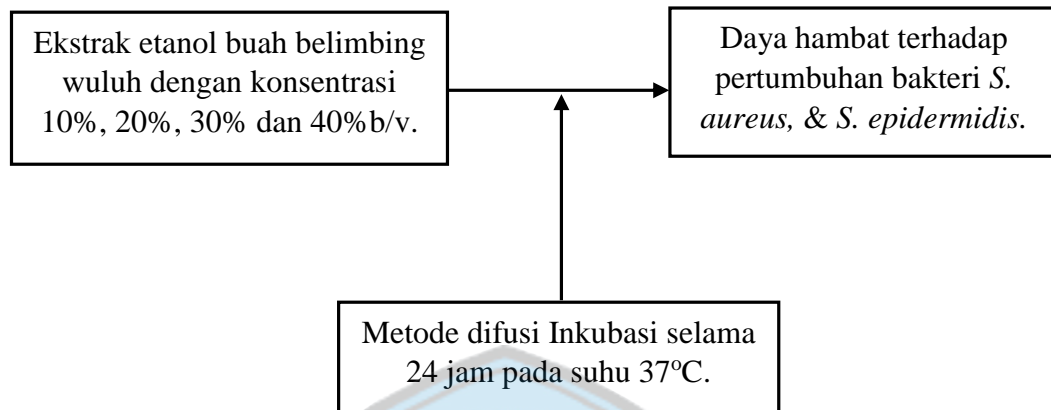 Ekstrak etanol buah belimbing
wuluh dengan konsentrasi
10%, 20%, 30% dan 40%b/v.
Daya hambat terhadap
pertumbuhan bakteri S.
aureus, & S. epidermidis.
Metode difusi Inkubasi selama
24 jam pada suhu 37°C.